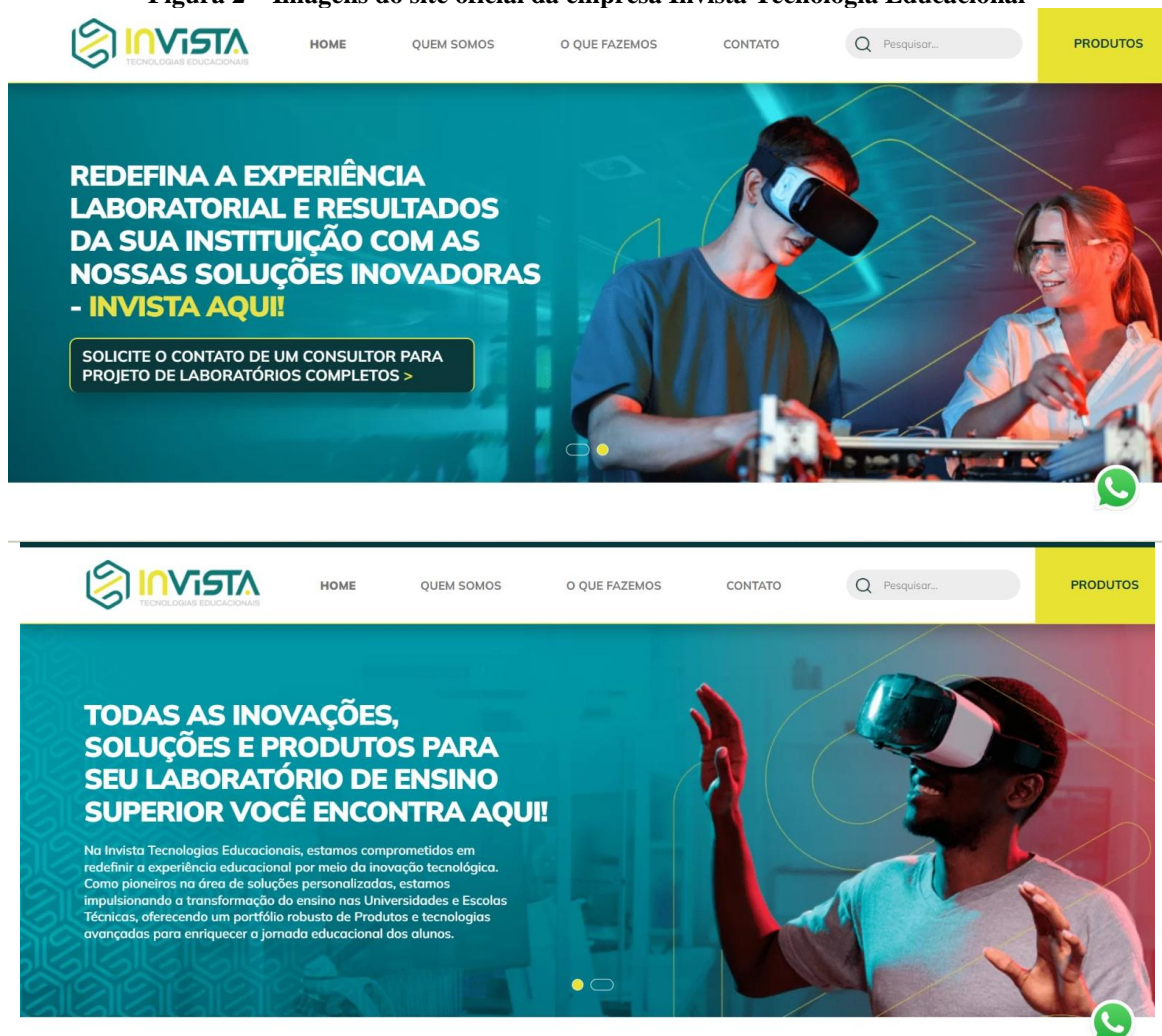 Figura 2 – Imagens do site oficial da empresa Invista Tecnologia Educacional
INVISTA
TECNOLOGIAS EDUCACIONAIS
HOME QUEM SOMOS O QUE FAZEMOS CONTATO Pesquisar... PRODUTOS
REDEFINA A EXPERIÊNCIA
LABORATORIAL E RESULTADOS
DA SUA INSTITUIÇÃO COM AS
NOSSAS SOLUÇÕES INOVADORAS
- INVISTA AQUI!
SOLICITE O CONTATO DE UM CONSULTOR PARA
PROJETO DE LABORATÓRIOS COMPLETOS >
INVISTA
TECNOLOGIAS EDUCACIONAIS
HOME QUEM SOMOS O QUE FAZEMOS CONTATO Pesquisar... PRODUTOS
TODAS AS INOVAÇÕES,
SOLUÇÕES E PRODUTOS PARA
SEU LABORATÓRIO DE ENSINO
SUPERIOR VOCÊ ENCONTRA AQUI!
Na Invista Tecnologias Educacionais, estamos comprometidos em
redefinir a experiência educacional por meio da inovação tecnológica.
Como pioneiros na área de soluções personalizadas, estamos
impulsionando a transformação do ensino nas Universidades e Escolas
Técnicas, oferecendo um portfólio robusto de Produtos e tecnologias
avançadas para enriquecer a jornada educacional dos alunos.